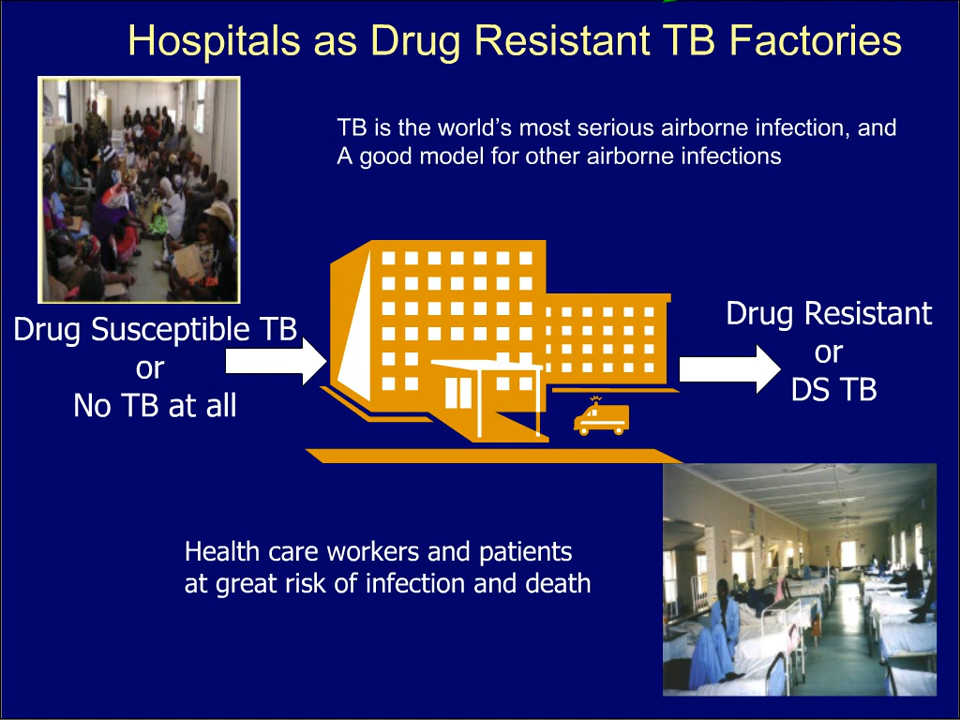 Hospitals as Drug Resistant TB Factories
TB is the world's most serious airborne infection, and
A good model for other airborne infections
Drug Susceptible TB
or
No TB at all
Drug Resistant
or
DS TB
Health care workers and patients
at great risk of infection and death